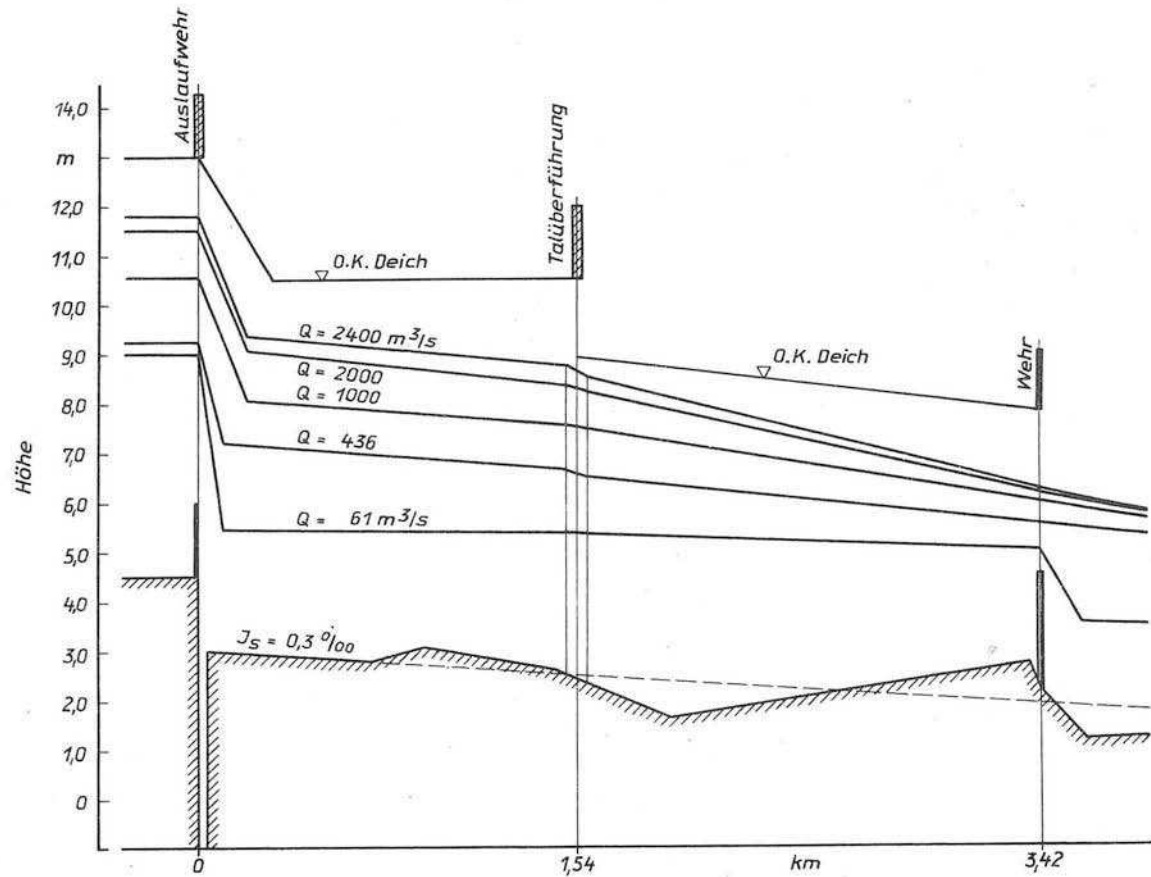 Auslaufwehr
14,0
m
12,0
11,0
10,0
9,0
8,0
7,0
6,0
5,0
4,0
3,0
2,0
1,0
0
Höhe
Talüberführung
O.K. Deich
Q = 2400 m³/s
Q = 2000
Q = 1000
Q = 436
Q = 61 m³/s
O.K. Deich
Wehr
JS = 0,3 %00
0
1,54
km
3,42